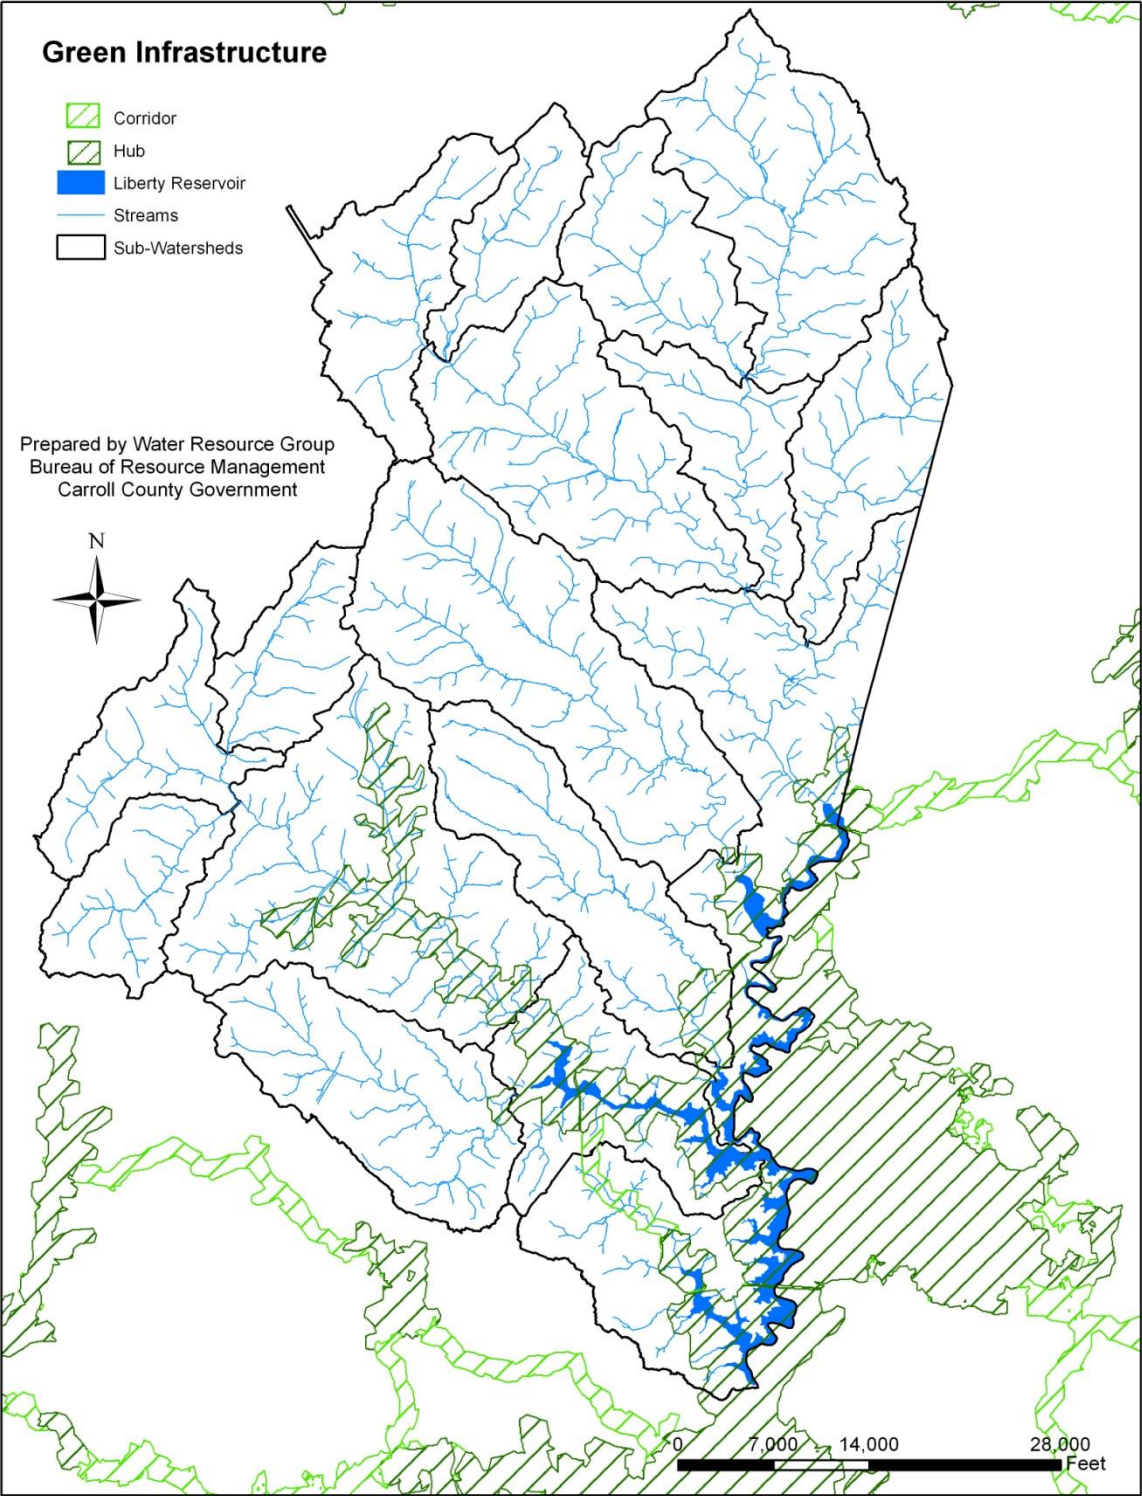 Green Infrastructure
Corridor
Hub
Liberty Reservoir
Streams
Sub-Watersheds
Prepared by Water Resource Group
Bureau of Resource Management
Carroll County Government
N
0 7,000 14,000 28,000
Feet